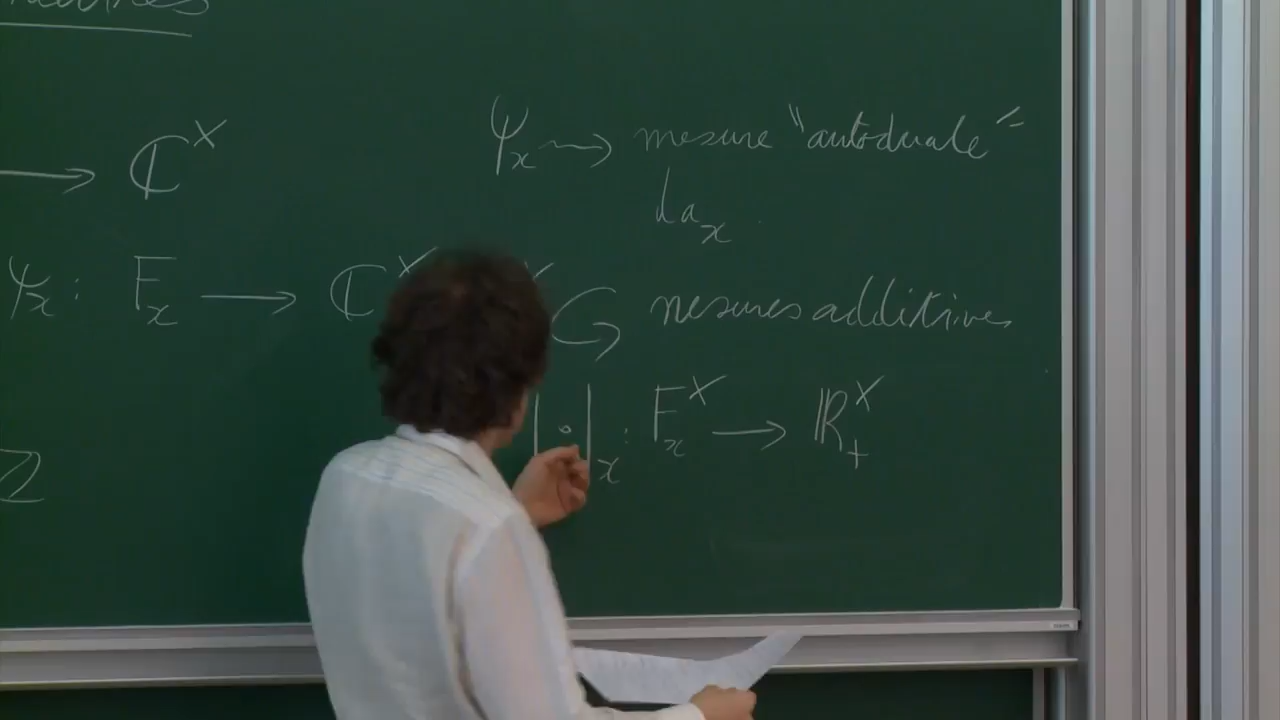 ⟶ ℂ^×
ψ_x ⇝ mesure "autoduale"
da_x
ψ_x : F_x ⟶ ℂ^×
↪ mesures additives
|∘|_x : F_x^× ⟶ ℝ_+^×